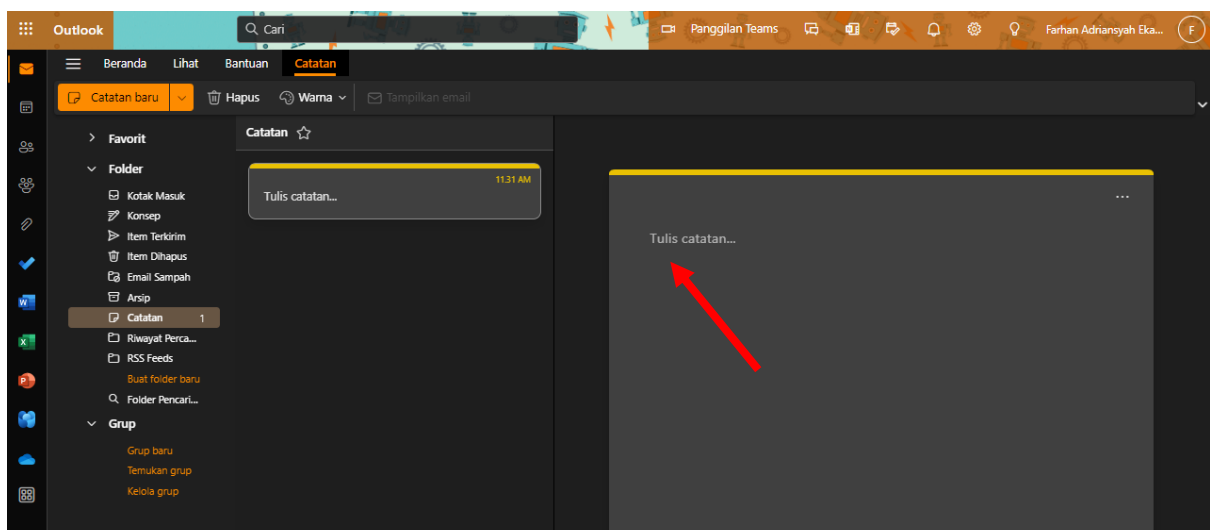 Outlook
Cari
Panggilan Teams
Farhan Adriansyah Eka...
F
Beranda Lihat Bantuan Catatan
Catatan baru
Hapus
Warna
Tampilkan email
Favorit
Folder
Kotak Masuk
Konsep
Item Terkirim
Item Dihapus
Email Sampah
Arsip
Catatan 1
Riwayat Perca...
RSS Feeds
Buat folder baru
Folder Pencari...
Grup
Grup baru
Temukan grup
Kelola grup
Catatan
11.31 AM
Tulis catatan...
...
Tulis catatan...